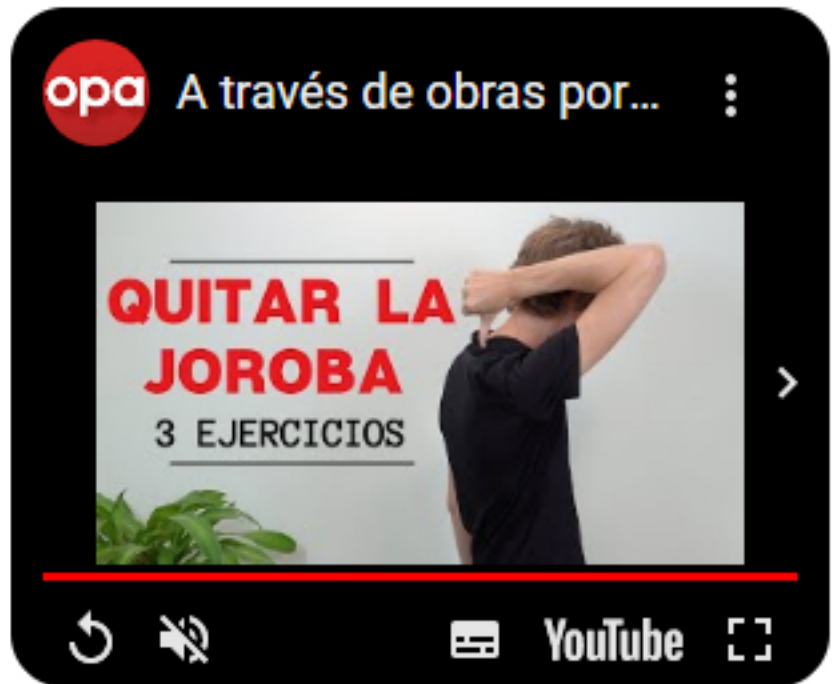 opa
A través de obras por...
QUITAR LA
JOROBA
3 EJERCICIOS
YouTube